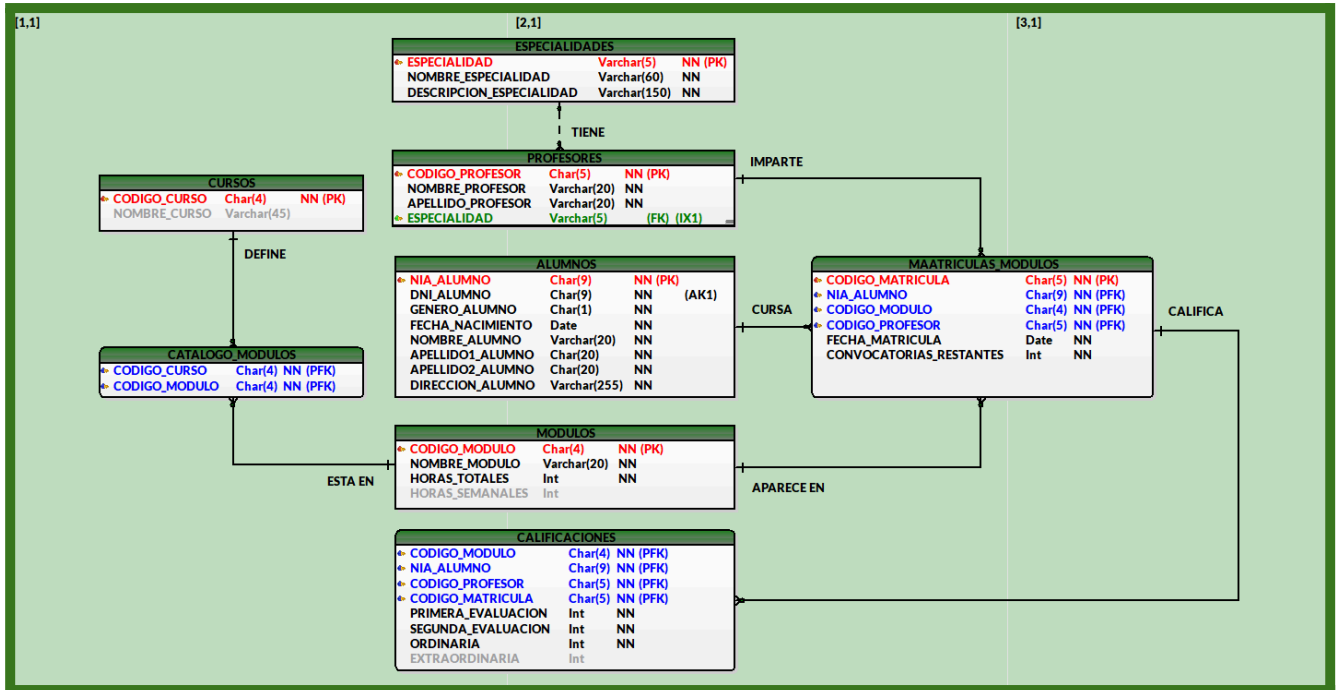 [1,1] [2,1] [3,1]
ESPECIALIDADES
ESPECIALIDAD Varchar(5) NN (PK)
NOMBRE_ESPECIALIDAD Varchar(60) NN
DESCRIPCION_ESPECIALIDAD Varchar(150) NN
TIENE
PROFESORES
CODIGO_PROFESOR Char(5) NN (PK)
NOMBRE_PROFESOR Varchar(20) NN
APELLIDO_PROFESOR Varchar(20) NN
ESPECIALIDAD Varchar(5) (FK) (IX1)
IMPARTE
CURSOS
CODIGO_CURSO Char(4) NN (PK)
NOMBRE_CURSO Varchar(45)
DEFINE
ALUMNOS
NIA_ALUMNO Char(9) NN (PK)
DNI_ALUMNO Char(9) NN (AK1)
GENERO_ALUMNO Char(1) NN
FECHA_NACIMIENTO Date NN
NOMBRE_ALUMNO Varchar(20) NN
APELLIDO1_ALUMNO Char(20) NN
APELLIDO2_ALUMNO Char(20) NN
DIRECCION_ALUMNO Varchar(255) NN
CURSA
MAATRICULAS_MODULOS
CODIGO_MATRICULA Char(5) NN (PK)
NIA_ALUMNO Char(9) NN (PFK)
CODIGO_MODULO Char(4) NN (PFK)
CODIGO_PROFESOR Char(5) NN (PFK)
FECHA_MATRICULA Date NN
CONVOCATORIAS_RESTANTES Int NN
CALIFICA
CATALOGO_MODULOS
CODIGO_CURSO Char(4) NN (PFK)
CODIGO_MODULO Char(4) NN (PFK)
ESTA EN
MODULOS
CODIGO_MODULO Char(4) NN (PK)
NOMBRE_MODULO Varchar(20) NN
HORAS_TOTALES Int NN
HORAS_SEMANALES Int
APARECE EN
CALIFICACIONES
CODIGO_MODULO Char(4) NN (PFK)
NIA_ALUMNO Char(9) NN (PFK)
CODIGO_PROFESOR Char(5) NN (PFK)
CODIGO_MATRICULA Char(5) NN (PFK)
PRIMERA_EVALUACION Int NN
SEGUNDA_EVALUACION Int NN
ORDINARIA Int NN
EXTRAORDINARIA Int